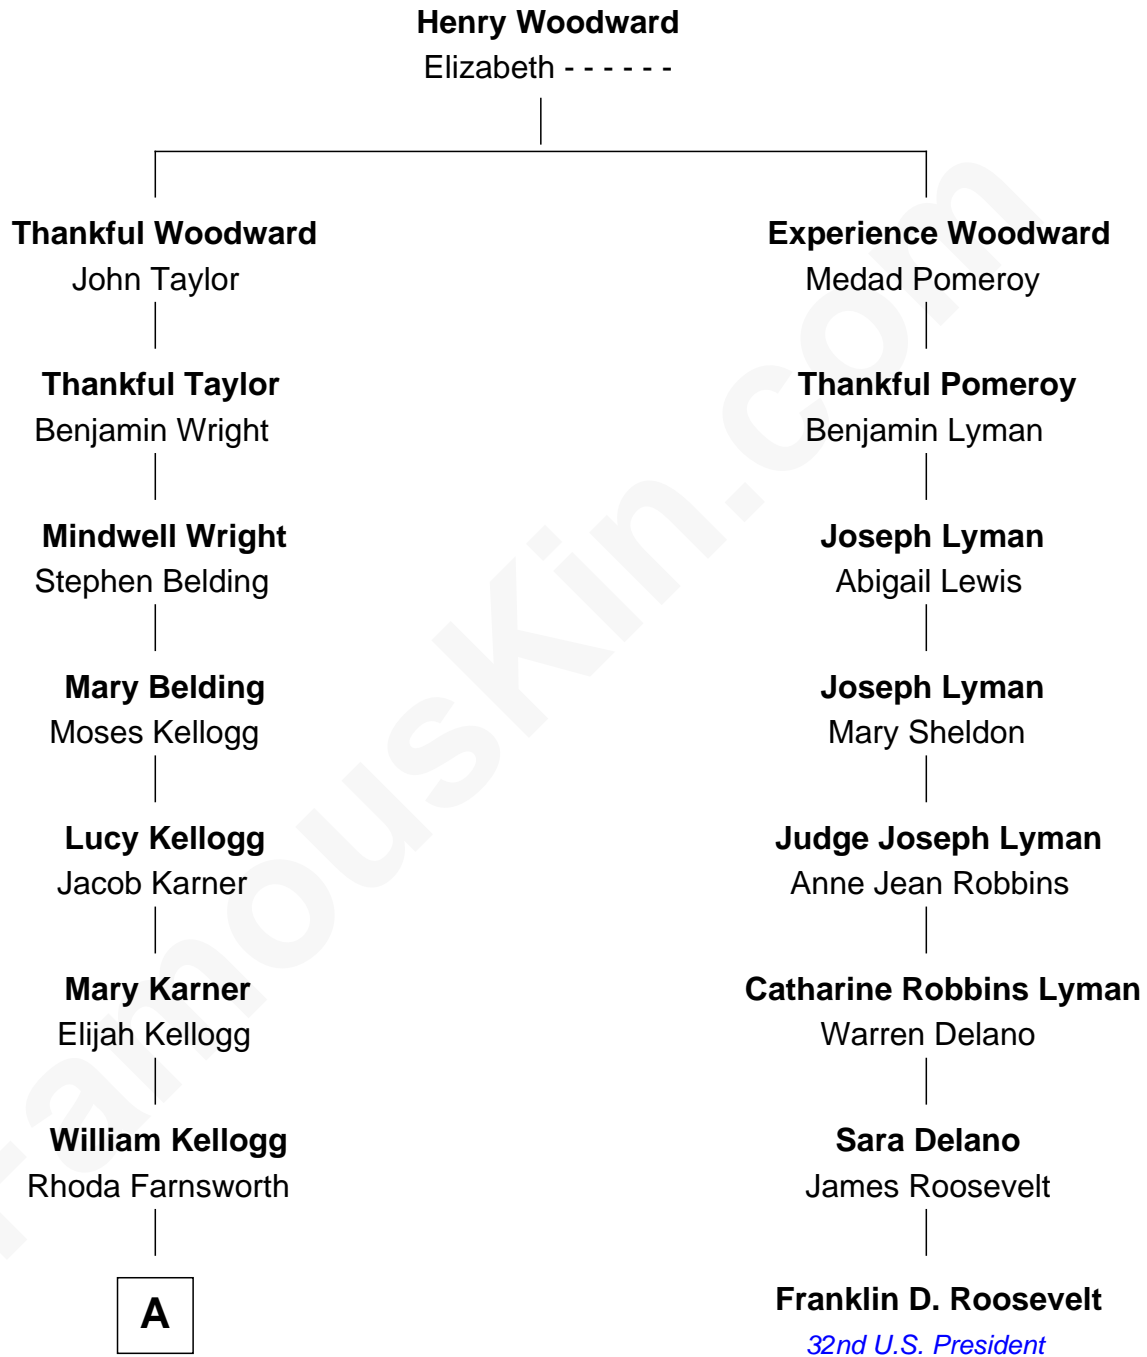 Henry Woodward
Elizabeth - - - - - -
Thankful Woodward
John Taylor
Experience Woodward
Medad Pomeroy
Thankful Taylor
Benjamin Wright
Thankful Pomeroy
Benjamin Lyman
Mindwell Wright
Stephen Belding
Joseph Lyman
Abigail Lewis
Mary Belding
Moses Kellogg
Joseph Lyman
Mary Sheldon
Lucy Kellogg
Jacob Karner
Judge Joseph Lyman
Anne Jean Robbins
Mary Karner
Elijah Kellogg
Catharine Robbins Lyman
Warren Delano
William Kellogg
Rhoda Farnsworth
Sara Delano
James Roosevelt
A
Franklin D. Roosevelt
32nd U.S. President
FamousKin.com